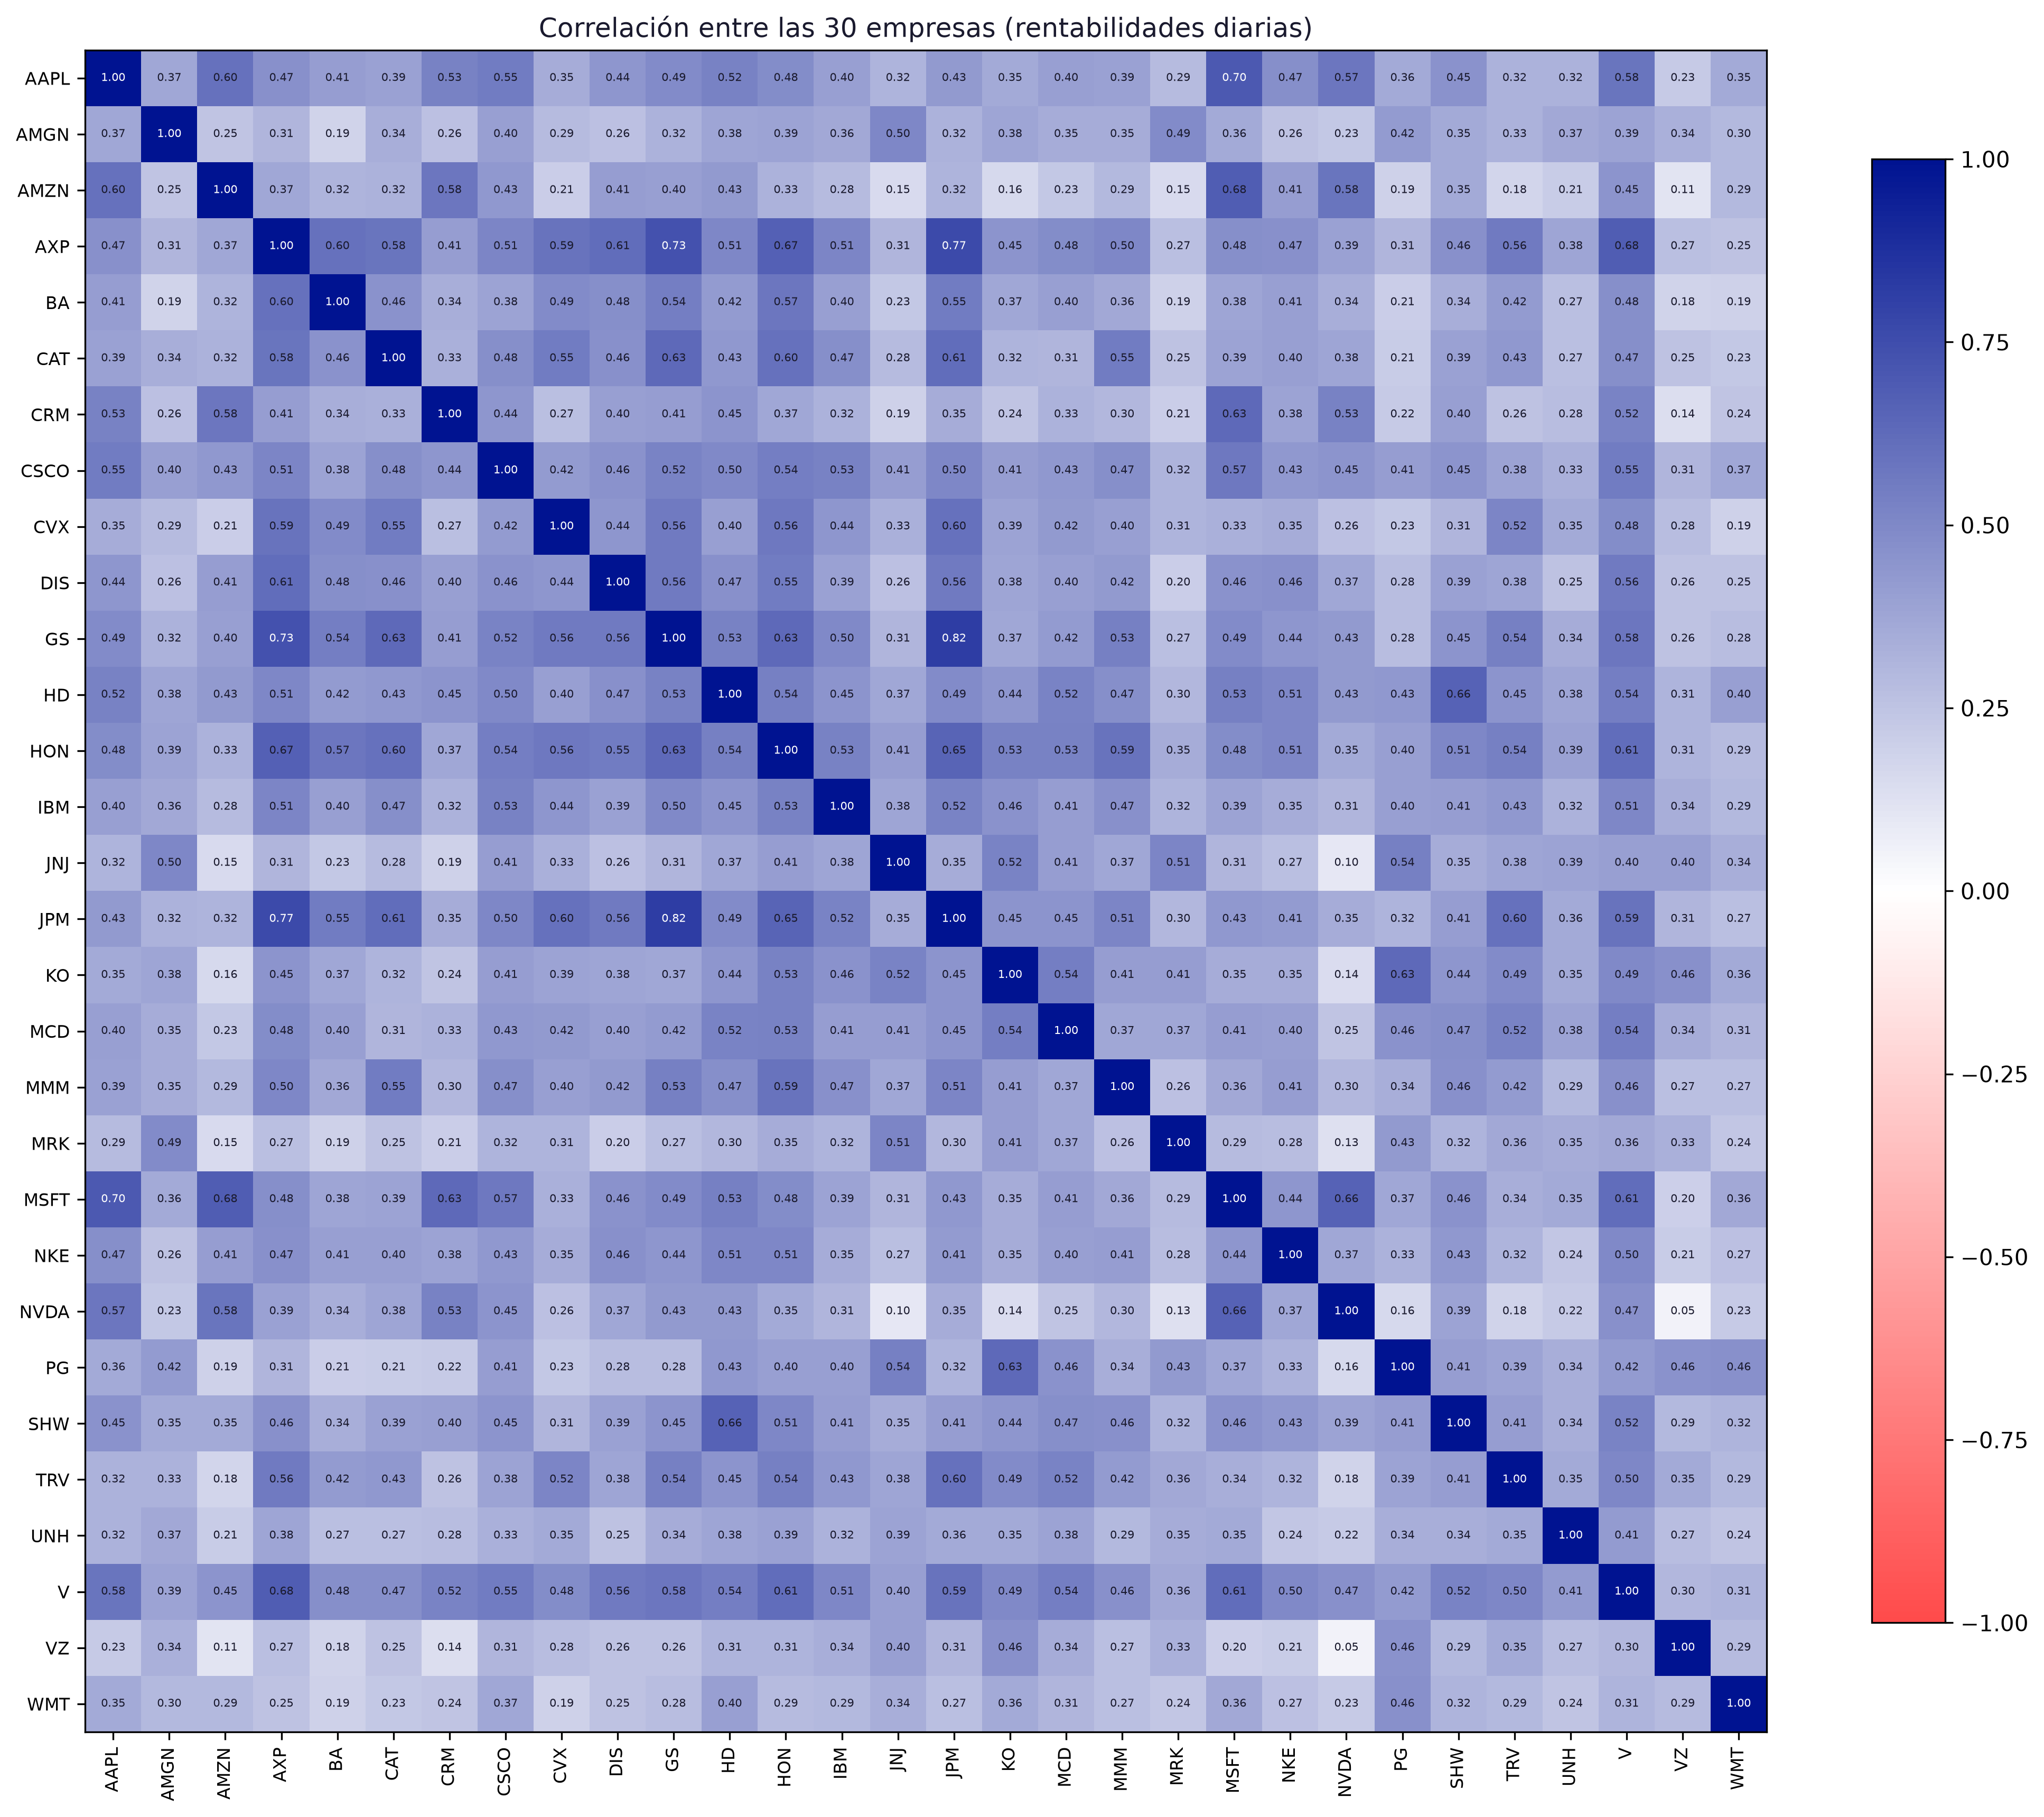 Correlación entre las 30 empresas (rentabilidades diarias)
AAPL 1.00 0.37 0.60 0.47 0.41 0.39 0.53 0.55 0.35 0.44 0.49 0.52 0.48 0.40 0.32 0.43 0.35 0.40 0.39 0.29 0.70 0.47 0.57 0.36 0.45 0.32 0.32 0.58 0.23 0.35
AMGN 0.37 1.00 0.25 0.31 0.19 0.34 0.26 0.40 0.29 0.26 0.32 0.38 0.39 0.36 0.50 0.32 0.38 0.35 0.35 0.49 0.36 0.26 0.23 0.42 0.35 0.33 0.37 0.39 0.34 0.30
AMZN 0.60 0.25 1.00 0.37 0.32 0.32 0.58 0.43 0.21 0.41 0.40 0.43 0.33 0.28 0.15 0.32 0.16 0.23 0.29 0.15 0.68 0.41 0.58 0.19 0.35 0.18 0.21 0.45 0.11 0.29
AXP 0.47 0.31 0.37 1.00 0.60 0.58 0.41 0.51 0.59 0.61 0.73 0.51 0.67 0.51 0.31 0.77 0.45 0.48 0.50 0.27 0.48 0.47 0.39 0.31 0.46 0.56 0.38 0.68 0.27 0.25
BA 0.41 0.19 0.32 0.60 1.00 0.46 0.34 0.38 0.49 0.48 0.54 0.42 0.57 0.40 0.23 0.55 0.37 0.40 0.36 0.19 0.38 0.41 0.34 0.21 0.34 0.42 0.27 0.48 0.18 0.19
CAT 0.39 0.34 0.32 0.58 0.46 1.00 0.33 0.48 0.55 0.46 0.63 0.43 0.60 0.47 0.28 0.61 0.32 0.31 0.55 0.25 0.39 0.40 0.38 0.21 0.39 0.43 0.27 0.47 0.25 0.23
CRM 0.53 0.26 0.58 0.41 0.34 0.33 1.00 0.44 0.27 0.40 0.41 0.45 0.37 0.32 0.19 0.35 0.24 0.33 0.30 0.21 0.63 0.38 0.53 0.22 0.40 0.26 0.28 0.52 0.14 0.24
CSCO 0.55 0.40 0.43 0.51 0.38 0.48 0.44 1.00 0.42 0.46 0.52 0.50 0.54 0.53 0.41 0.50 0.41 0.43 0.47 0.32 0.57 0.43 0.45 0.41 0.45 0.38 0.33 0.55 0.31 0.37
CVX 0.35 0.29 0.21 0.59 0.49 0.55 0.27 0.42 1.00 0.44 0.56 0.40 0.56 0.44 0.33 0.60 0.39 0.42 0.40 0.31 0.33 0.35 0.26 0.23 0.31 0.52 0.35 0.48 0.28 0.19
DIS 0.44 0.26 0.41 0.61 0.48 0.46 0.40 0.46 0.44 1.00 0.56 0.47 0.55 0.39 0.26 0.56 0.38 0.40 0.42 0.20 0.46 0.46 0.37 0.28 0.39 0.38 0.25 0.56 0.26 0.25
GS 0.49 0.32 0.40 0.73 0.54 0.63 0.41 0.52 0.56 0.56 1.00 0.53 0.63 0.50 0.31 0.82 0.37 0.42 0.53 0.27 0.49 0.44 0.43 0.28 0.45 0.54 0.34 0.58 0.26 0.28
HD 0.52 0.38 0.43 0.51 0.42 0.43 0.45 0.50 0.40 0.47 0.53 1.00 0.54 0.45 0.37 0.49 0.44 0.52 0.47 0.30 0.53 0.51 0.43 0.43 0.66 0.45 0.38 0.54 0.31 0.40
HON 0.48 0.39 0.33 0.67 0.57 0.60 0.37 0.54 0.56 0.55 0.63 0.54 1.00 0.53 0.41 0.65 0.53 0.53 0.59 0.35 0.48 0.51 0.35 0.40 0.51 0.54 0.39 0.61 0.31 0.29
IBM 0.40 0.36 0.28 0.51 0.40 0.47 0.32 0.53 0.44 0.39 0.50 0.45 0.53 1.00 0.38 0.52 0.46 0.41 0.47 0.32 0.39 0.35 0.31 0.40 0.41 0.43 0.32 0.51 0.34 0.29
JNJ 0.32 0.50 0.15 0.31 0.23 0.28 0.19 0.41 0.33 0.26 0.31 0.37 0.41 0.38 1.00 0.35 0.52 0.41 0.37 0.51 0.31 0.27 0.10 0.54 0.35 0.38 0.39 0.40 0.40 0.34
JPM 0.43 0.32 0.32 0.77 0.55 0.61 0.35 0.50 0.60 0.56 0.82 0.49 0.65 0.52 0.35 1.00 0.45 0.45 0.51 0.30 0.43 0.41 0.35 0.32 0.41 0.60 0.36 0.59 0.31 0.27
KO 0.35 0.38 0.16 0.45 0.37 0.32 0.24 0.41 0.39 0.38 0.37 0.44 0.53 0.46 0.52 0.45 1.00 0.54 0.41 0.41 0.35 0.35 0.14 0.63 0.44 0.49 0.35 0.49 0.46 0.36
MCD 0.40 0.35 0.23 0.48 0.40 0.31 0.33 0.43 0.42 0.40 0.42 0.52 0.53 0.41 0.41 0.45 0.54 1.00 0.37 0.37 0.41 0.40 0.25 0.46 0.47 0.52 0.38 0.54 0.34 0.31
MMM 0.39 0.35 0.29 0.50 0.36 0.55 0.30 0.47 0.40 0.42 0.53 0.47 0.59 0.47 0.37 0.51 0.41 0.37 1.00 0.26 0.36 0.41 0.30 0.34 0.46 0.42 0.29 0.46 0.27 0.27
MRK 0.29 0.49 0.15 0.27 0.19 0.25 0.21 0.32 0.31 0.20 0.27 0.30 0.35 0.32 0.51 0.30 0.41 0.37 0.26 1.00 0.29 0.28 0.13 0.43 0.32 0.36 0.35 0.36 0.33 0.24
MSFT 0.70 0.36 0.68 0.48 0.38 0.39 0.63 0.57 0.33 0.46 0.49 0.53 0.48 0.39 0.31 0.43 0.35 0.41 0.36 0.29 1.00 0.44 0.66 0.37 0.46 0.34 0.35 0.61 0.20 0.36
NKE 0.47 0.26 0.41 0.47 0.41 0.40 0.38 0.43 0.35 0.46 0.44 0.51 0.51 0.35 0.27 0.41 0.35 0.40 0.41 0.28 0.44 1.00 0.37 0.33 0.43 0.32 0.24 0.50 0.21 0.27
NVDA 0.57 0.23 0.58 0.39 0.34 0.38 0.53 0.45 0.26 0.37 0.43 0.43 0.35 0.31 0.10 0.35 0.14 0.25 0.30 0.13 0.66 0.37 1.00 0.16 0.39 0.18 0.22 0.47 0.05 0.23
PG 0.36 0.42 0.19 0.31 0.21 0.21 0.22 0.41 0.23 0.28 0.28 0.43 0.40 0.40 0.54 0.32 0.63 0.46 0.34 0.43 0.37 0.33 0.16 1.00 0.41 0.39 0.34 0.42 0.46 0.46
SHW 0.45 0.35 0.35 0.46 0.34 0.39 0.40 0.45 0.31 0.39 0.45 0.66 0.51 0.41 0.35 0.41 0.44 0.47 0.46 0.32 0.46 0.43 0.39 0.41 1.00 0.41 0.34 0.52 0.29 0.32
TRV 0.32 0.33 0.18 0.56 0.42 0.43 0.26 0.38 0.52 0.38 0.54 0.45 0.54 0.43 0.38 0.60 0.49 0.52 0.42 0.36 0.34 0.32 0.18 0.39 0.41 1.00 0.35 0.50 0.35 0.29
UNH 0.32 0.37 0.21 0.38 0.27 0.27 0.28 0.33 0.35 0.25 0.34 0.38 0.39 0.32 0.39 0.36 0.35 0.38 0.29 0.35 0.35 0.24 0.22 0.34 0.34 0.35 1.00 0.41 0.27 0.24
V 0.58 0.39 0.45 0.68 0.48 0.47 0.52 0.55 0.48 0.56 0.58 0.54 0.61 0.51 0.40 0.59 0.49 0.54 0.46 0.36 0.61 0.50 0.47 0.42 0.52 0.50 0.41 1.00 0.30 0.31
VZ 0.23 0.34 0.11 0.27 0.18 0.25 0.14 0.31 0.28 0.26 0.26 0.31 0.31 0.34 0.40 0.31 0.46 0.34 0.27 0.33 0.20 0.21 0.05 0.46 0.29 0.35 0.27 0.30 1.00 0.29
WMT 0.35 0.30 0.29 0.25 0.19 0.23 0.24 0.37 0.19 0.25 0.28 0.40 0.29 0.29 0.34 0.27 0.36 0.31 0.27 0.24 0.36 0.27 0.23 0.46 0.32 0.29 0.24 0.31 0.29 1.00
AAPL AMGN AMZN AXP BA CAT CRM CSCO CVX DIS GS HD HON IBM JNJ JPM KO MCD MMM MRK MSFT NKE NVDA PG SHW TRV UNH V VZ WMT
1.00
0.75
0.50
0.25
0.00
−0.25
−0.50
−0.75
−1.00